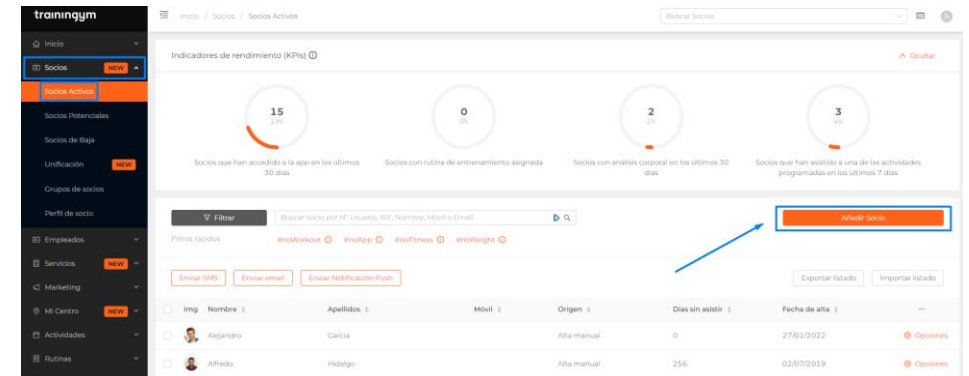 trainingym
Inicio / Socios / Socios Activos
Buscar Socios
Inicio
Socios NEW
Socios Activos
Socios Potenciales
Socios de Baja
Unificación NEW
Grupos de socios
Perfil de socio
Empleados
Servicios NEW
Marketing
Mi Centro NEW
Actividades
Rutinas
Indicadores de rendimiento (KPIs)
Ocultar
15
19%
Socios que han accedido a la app en los últimos
30 días
0
0%
Socios con rutina de entrenamiento asignada
2
2%
Socios con análisis corporal en los últimos 30
días
3
4%
Socios que han asistido a una de las actividades
programadas en los últimos 7 días
Filtrar
Buscar socio por Nº Usuario, NIF, Nombre, Móvil o Email
Añadir Socio
Filtros rápidos #noWorkout #noApp #noFitness #noWeight
Enviar SMS Enviar email Enviar Notificación Push Exportar listado Importar listado
Img Nombre Apellidos Móvil Origen Días sin asistir Fecha de alta ...
Alejandro García Alta manual 0 27/01/2022 Opciones
Alfredo Hidalgo Alta manual 256 02/07/2019 Opciones